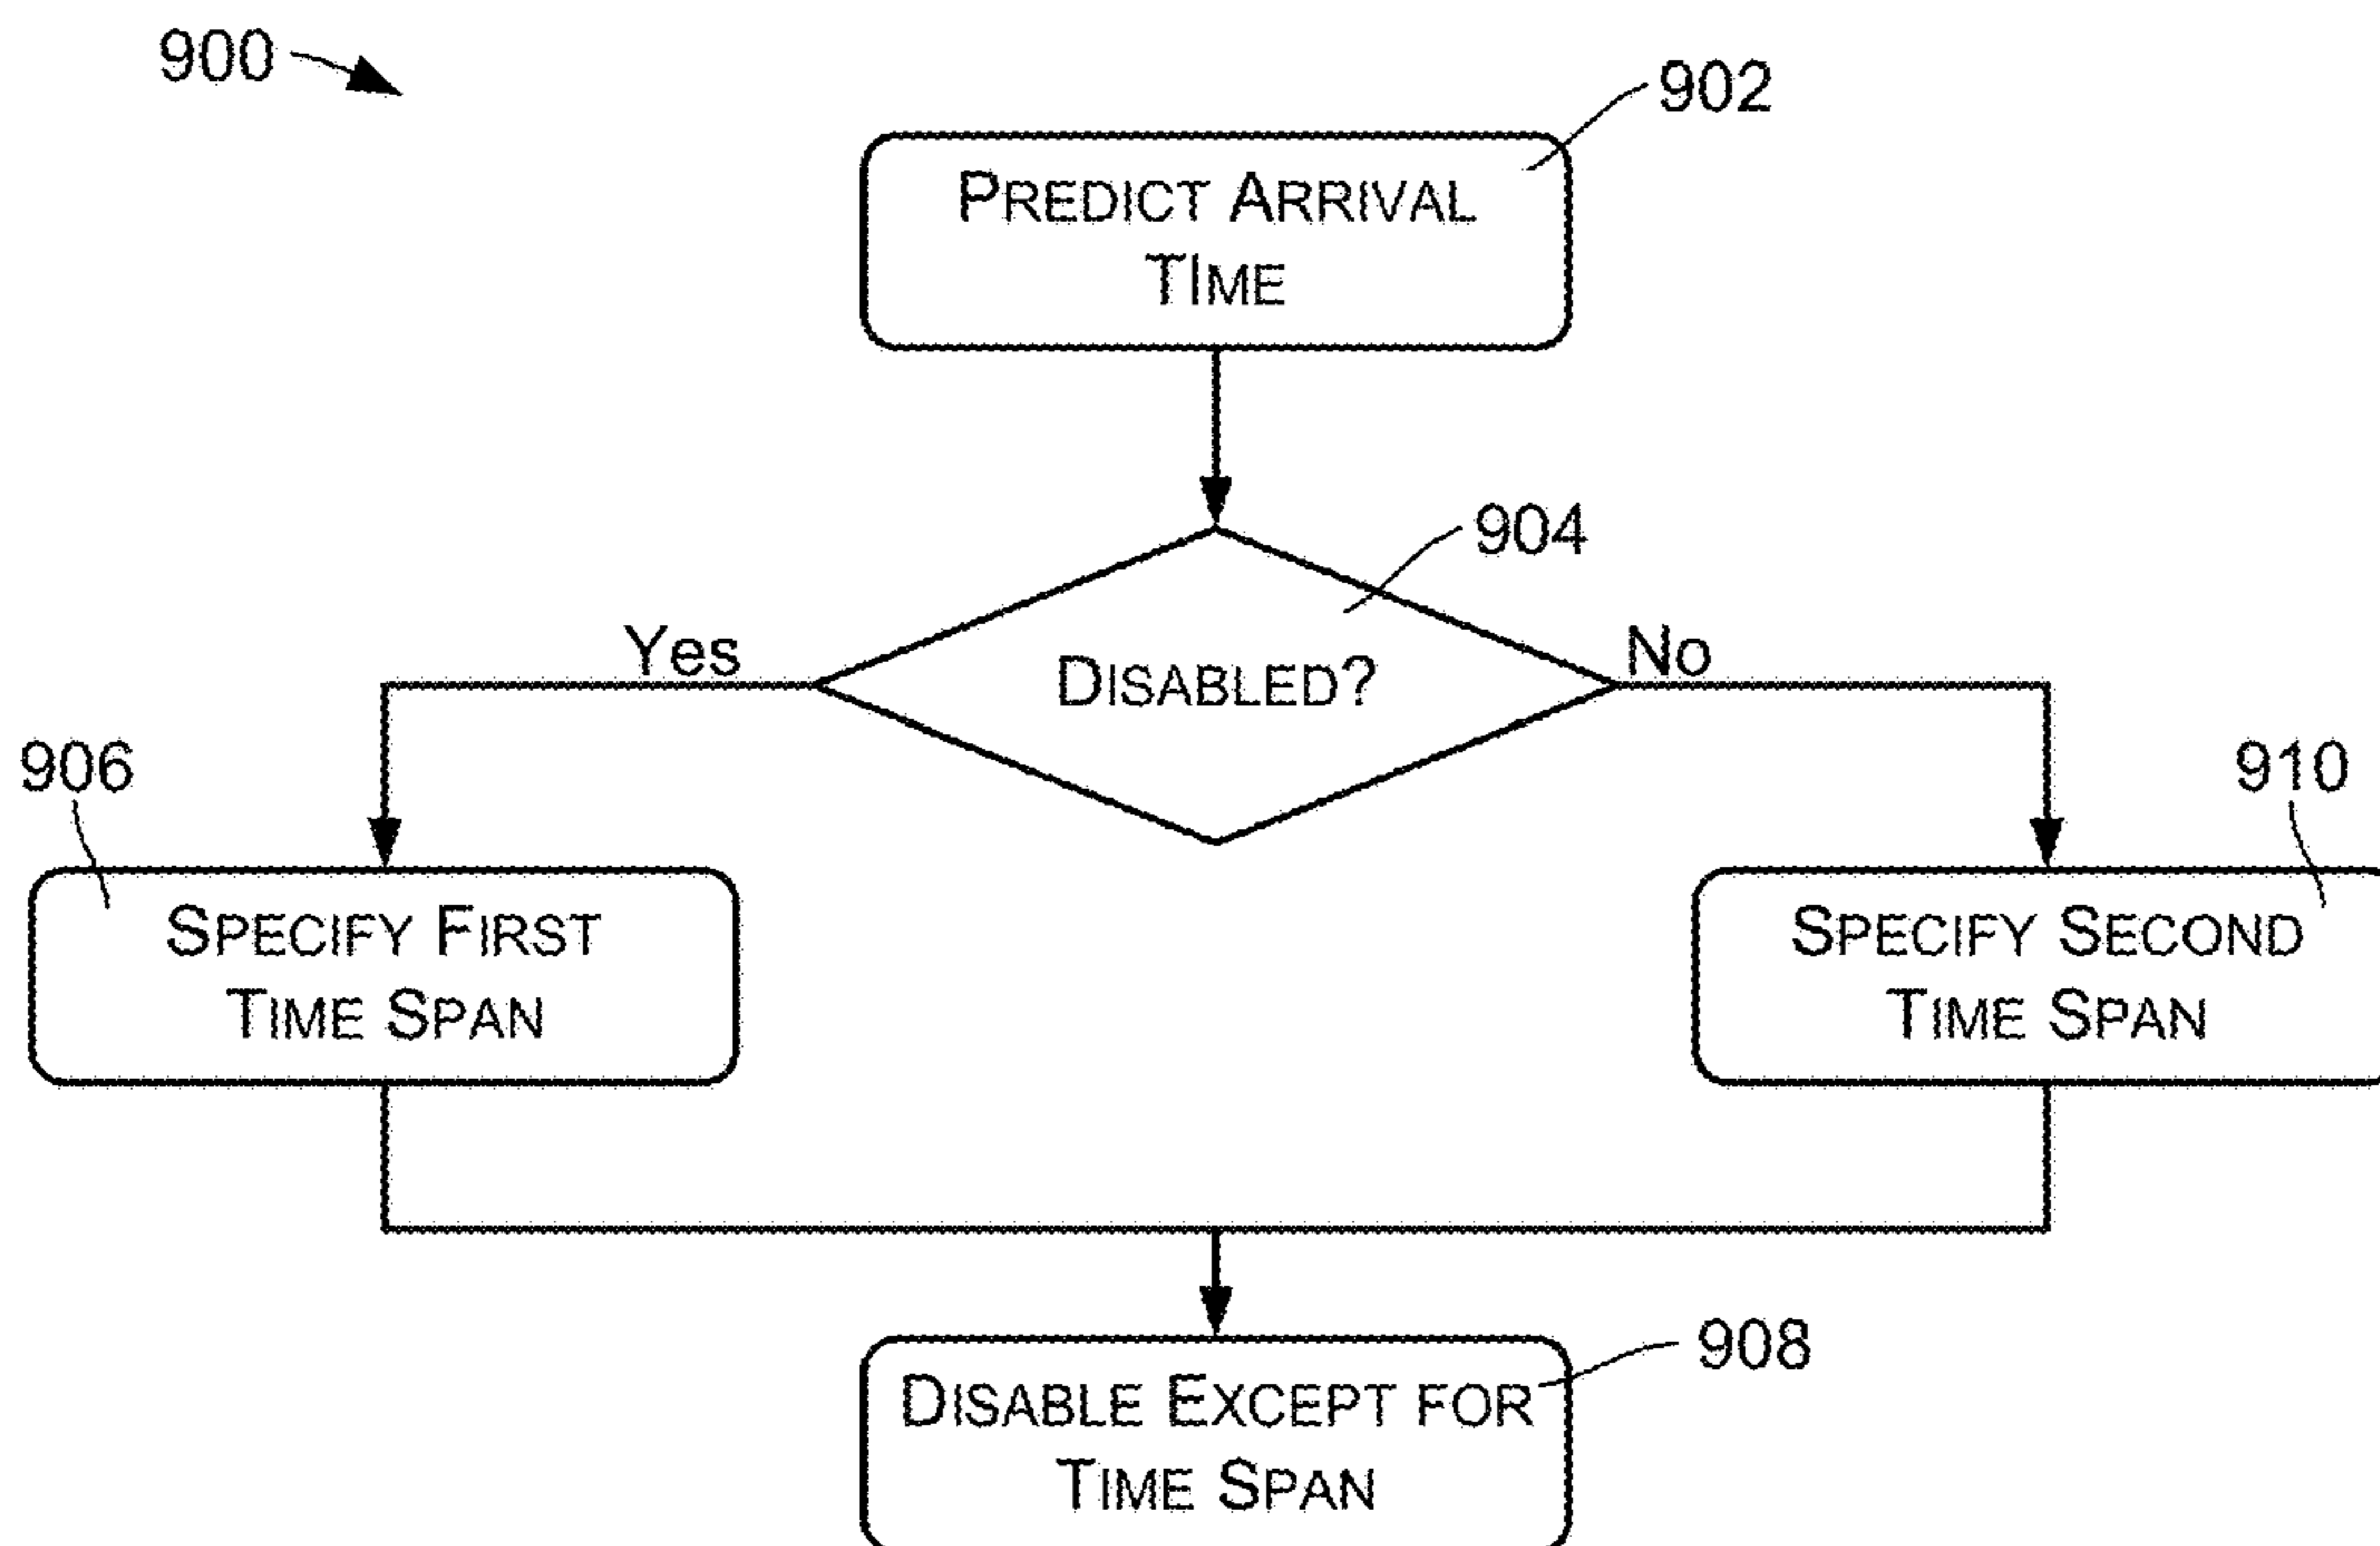 900
902
PREDICT ARRIVAL
TIME
904
Yes
No
DISABLED?
906
910
SPECIFY FIRST
TIME SPAN
SPECIFY SECOND
TIME SPAN
908
DISABLE EXCEPT FOR
TIME SPAN